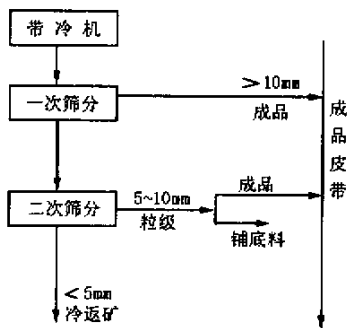 带冷机
一次筛分
>10mm
成品
成品皮带
二次筛分
5~10mm
粒级
成品
铺底料
<5mm
冷返矿